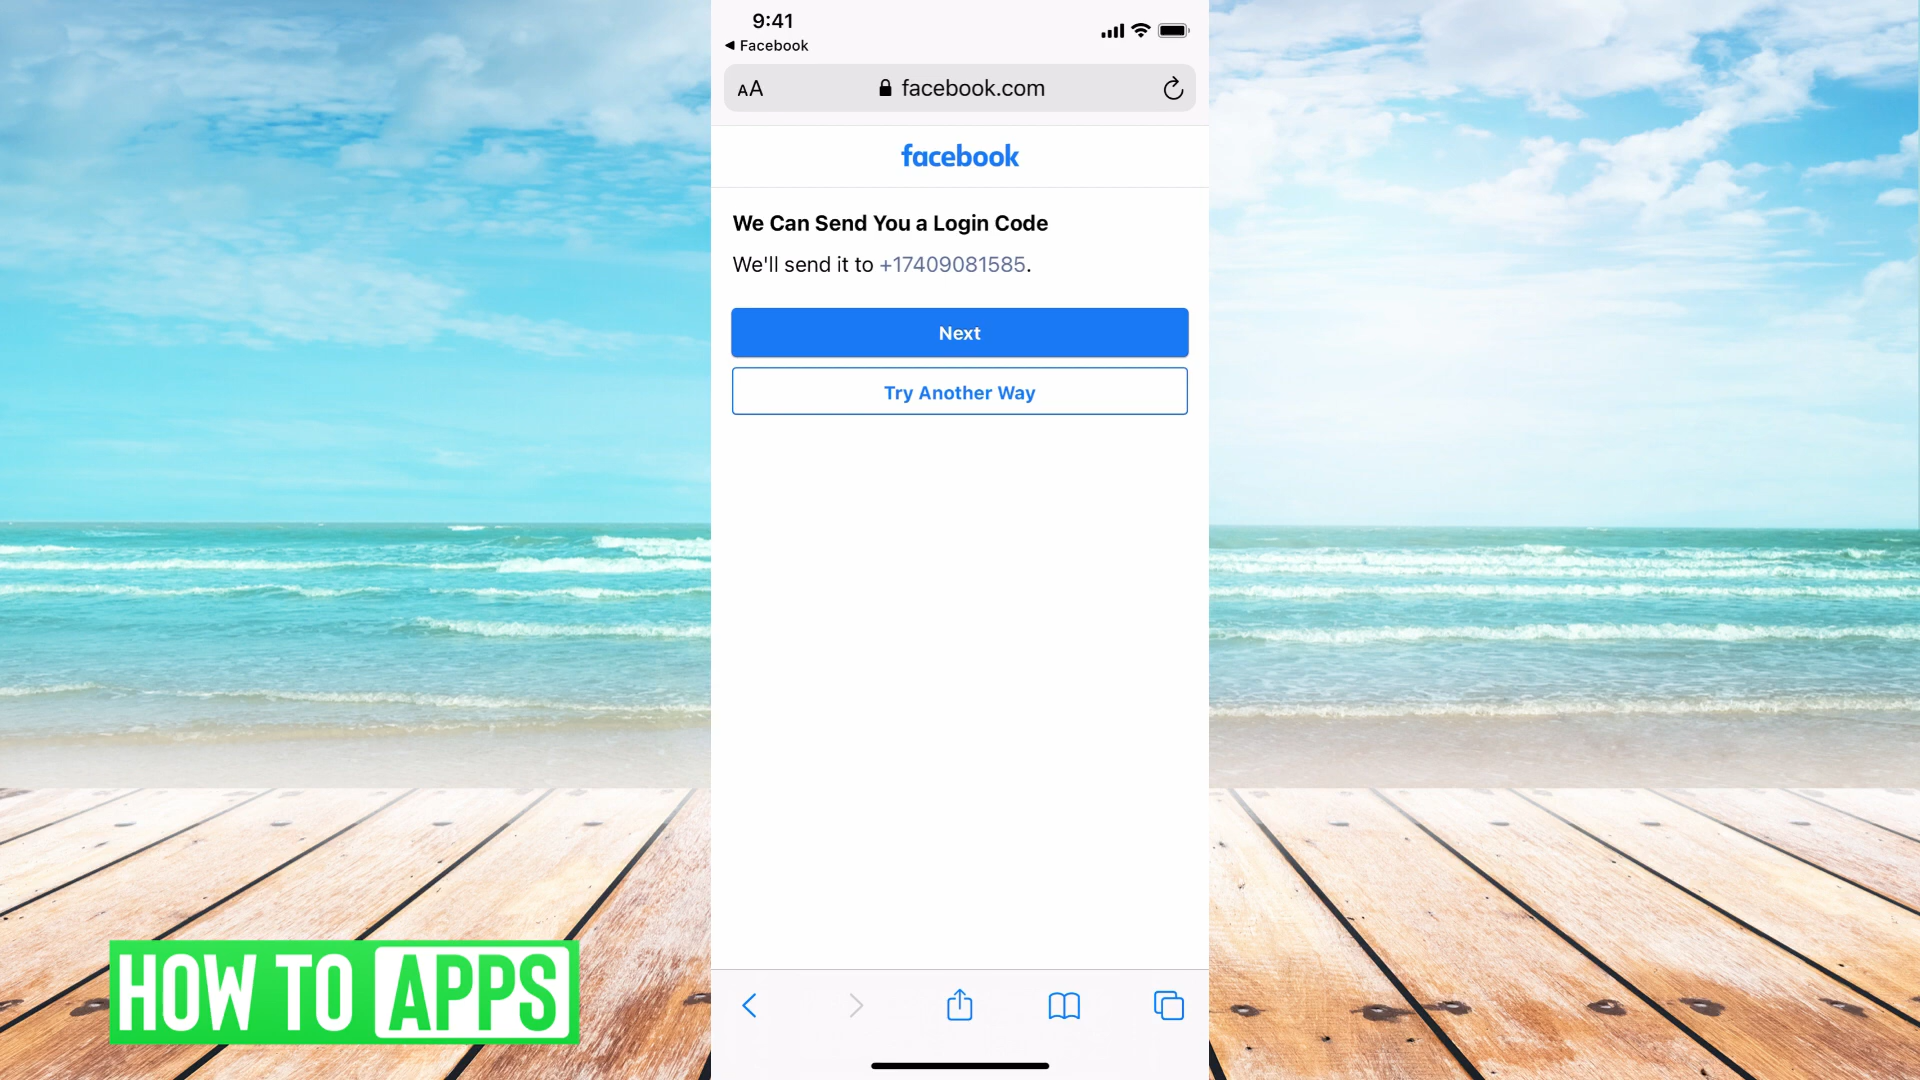 9:41
◀ Facebook
AA
facebook.com
facebook
We Can Send You a Login Code
We'll send it to +17409081585.
Next
Try Another Way
HOW TO APPS